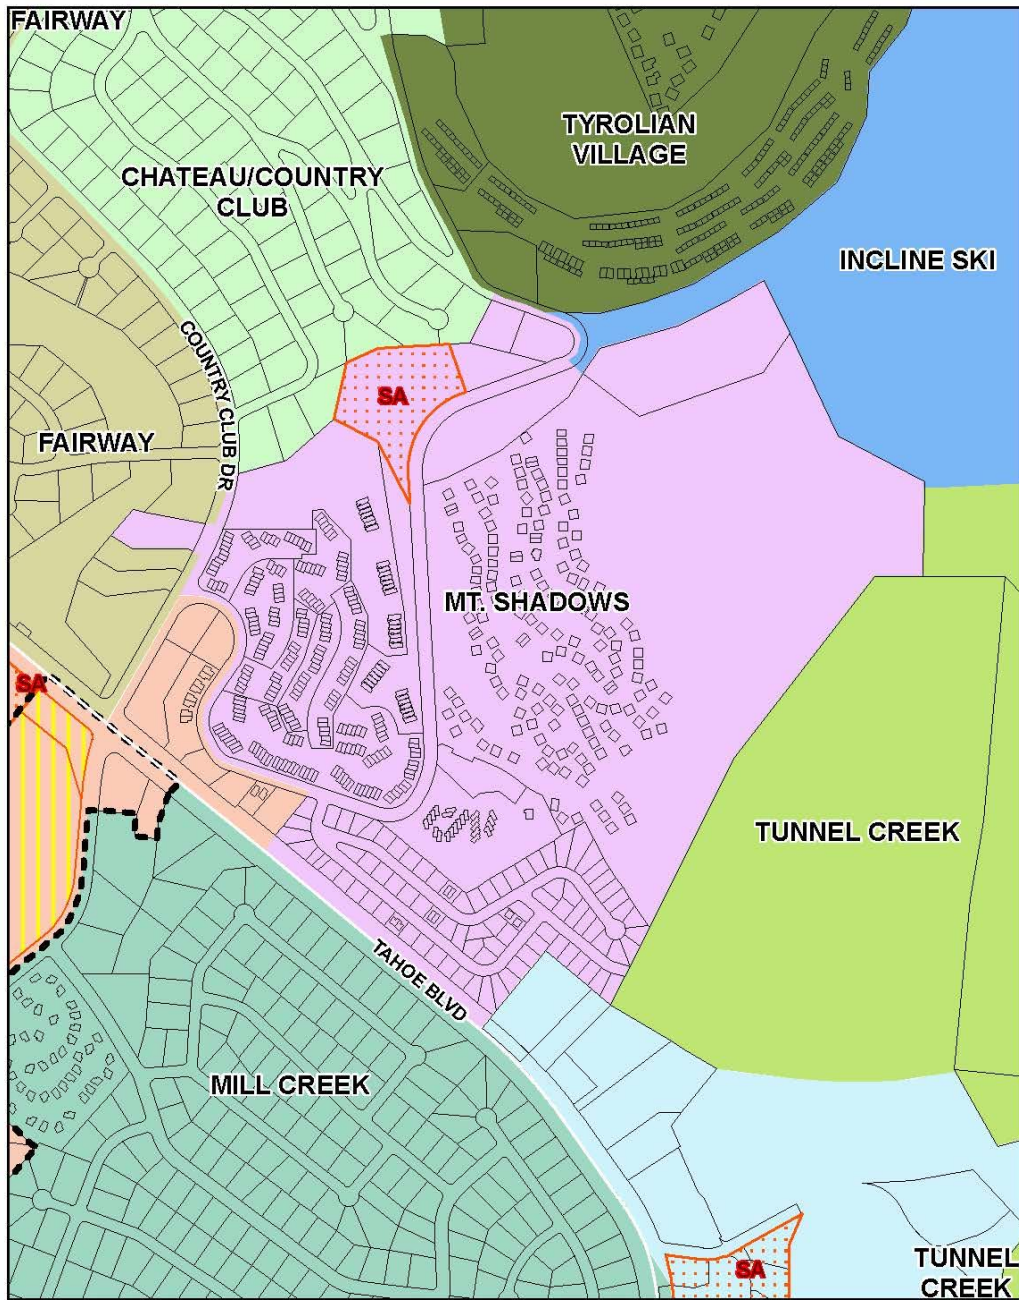 FAIRWAY
TYROLIAN
VILLAGE
CHATEAU/COUNTRY
CLUB
INCLINE SKI
COUNTRY CLUB DR
SA
FAIRWAY
MT. SHADOWS
SA
TUNNEL CREEK
TAHOE BLVD
MILL CREEK
TUNNEL
CREEK
SA